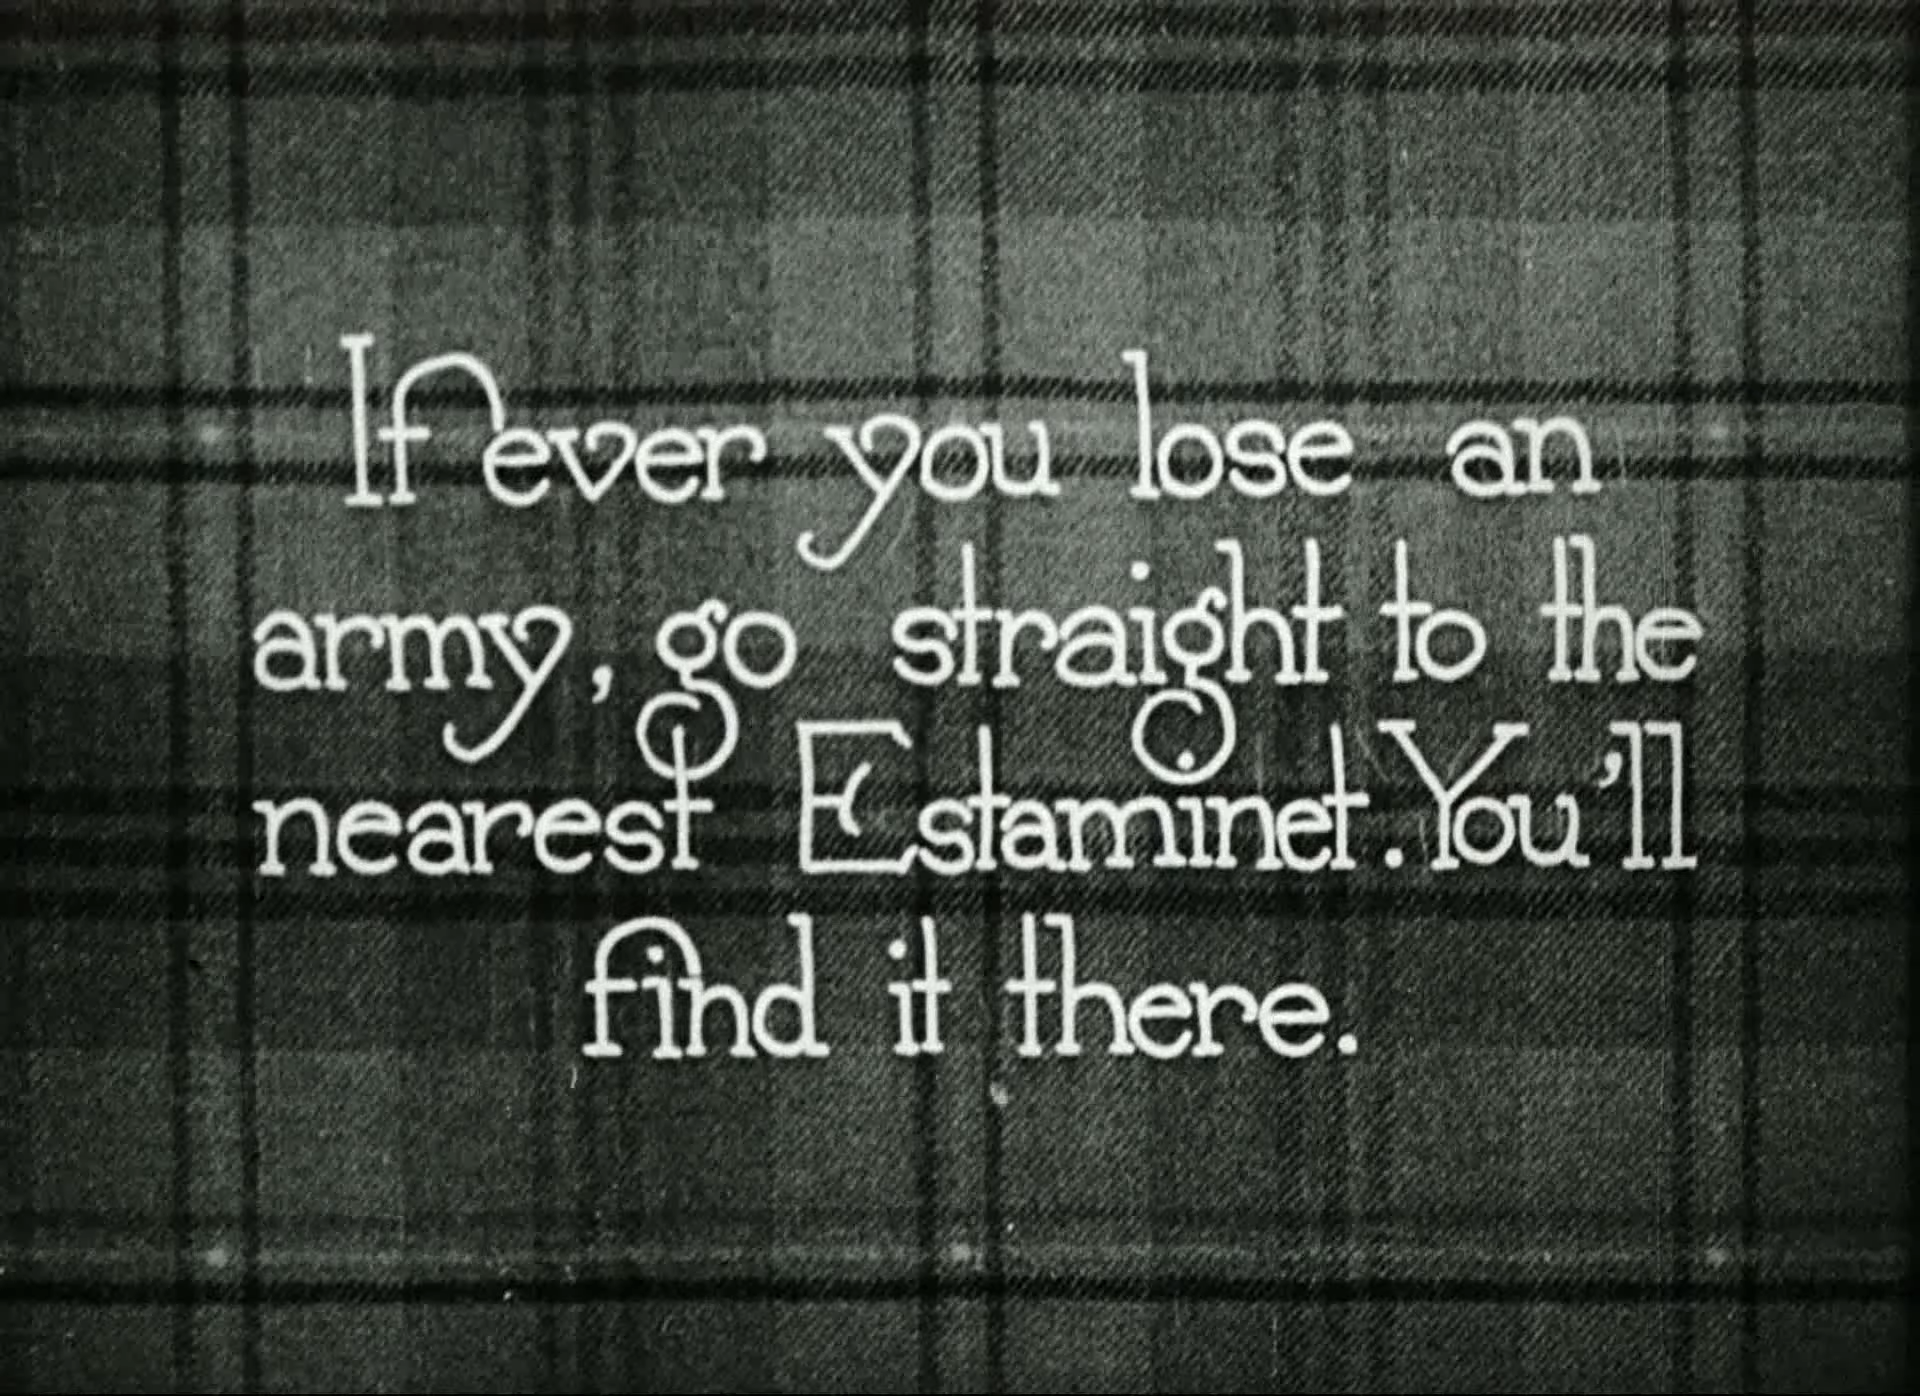 If ever you lose an
army, go straight to the
nearest Estaminet. You'll
find it there.